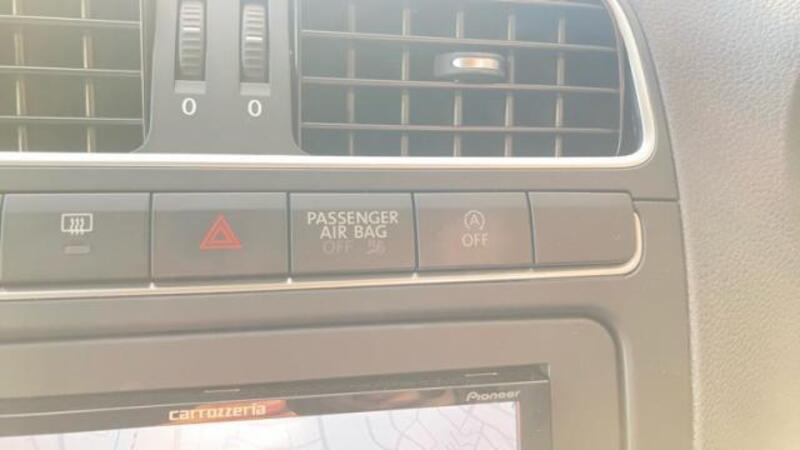 0 0
PASSENGER
AIR BAG
OFF
A
OFF
carrozzeria Pioneer